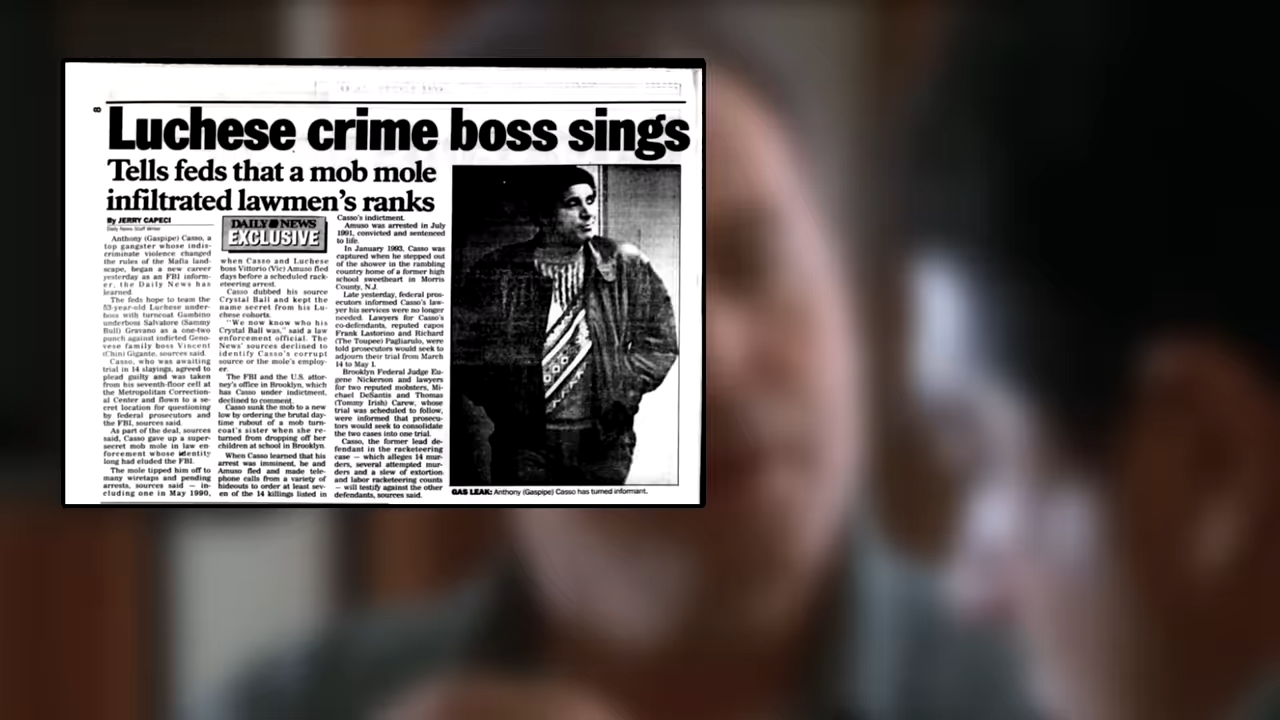 8
Luchese crime boss sings
Tells feds that a mob mole
infiltrated lawmen's ranks
By JERRY CAPECI
Daily News Staff Writer
Anthony (Gaspipe) Casso, a
top gangster whose indis-
criminate violence changed
the rules of the Mafia land-
scape, began a new career
yesterday as an FBI inform-
er, the Daily News has
learned.
The feds hope to team the
53-year-old Luchese under-
boss with turncoat Gambino
underboss Salvatore (Sammy
Bull) Gravano as a one-two
punch against indicted Geno-
vese family boss Vincent
(Chin) Gigante, sources said.
Casso, who was awaiting
trial in 14 slayings, agreed to
plead guilty and was taken
from his seventh-floor cell at
the Metropolitan Correction-
al Center and flown to a se-
cret location for questioning
by federal prosecutors and
the FBI, sources said.
As part of the deal, sources
said, Casso gave up a super-
secret mob mole in law en-
forcement whose identity
long had eluded the FBI.
The mole tipped him off to
many wiretaps and pending
arrests, sources said — in-
cluding one in May 1990,
DAILY NEWS
EXCLUSIVE
when Casso and Luchese
boss Vittorio (Vic) Amuso fled
days before a scheduled rack-
eteering arrest.
Casso dubbed his source
Crystal Ball and kept the
name secret from his Lu-
chese cohorts.
"We now know who his
Crystal Ball was," said a law
enforcement official. The
News' sources declined to
identify Casso's corrupt
source or the mole's employ-
er.
The FBI and the U.S. attor-
ney's office in Brooklyn, which
has Casso under indictment,
declined to comment.
Casso sunk the mob to a new
low by ordering the brutal day-
time rubout of a mob turn-
coat's sister when she re-
turned from dropping off her
children at school in Brooklyn.
When Casso learned that his
arrest was imminent, he and
Amuso fled and made tele-
phone calls from a variety of
hideouts to order at least sev-
en of the 14 killings listed in
Casso's indictment.
Amuso was arrested in July
1991, convicted and sentenced
to life.
In January 1993, Casso was
captured when he stepped out
of the shower in the rambling
country home of a former high
school sweetheart in Morris
County, N.J.
Late yesterday, federal pros-
ecutors informed Casso's law-
yer his services were no longer
needed. Lawyers for Casso's
co-defendants, reputed capos
Frank Lastorino and Richard
(The Toupee) Pagliarulo, were
told prosecutors would seek to
adjourn their trial from March
14 to May 1.
Brooklyn Federal Judge Eu-
gene Nickerson and lawyers
for two reputed mobsters, Mi-
chael DeSantis and Thomas
(Tommy Irish) Carew, whose
trial was scheduled to follow,
were informed that prosecu-
tors would seek to consolidate
the two cases into one trial.
Casso, the former lead de-
fendant in the racketeering
case — which alleges 14 mur-
ders, several attempted mur-
ders and a slew of extortion
and labor racketeering counts
— will testify against the other
defendants, sources said.
GAS LEAK: Anthony (Gaspipe) Casso has turned informant.